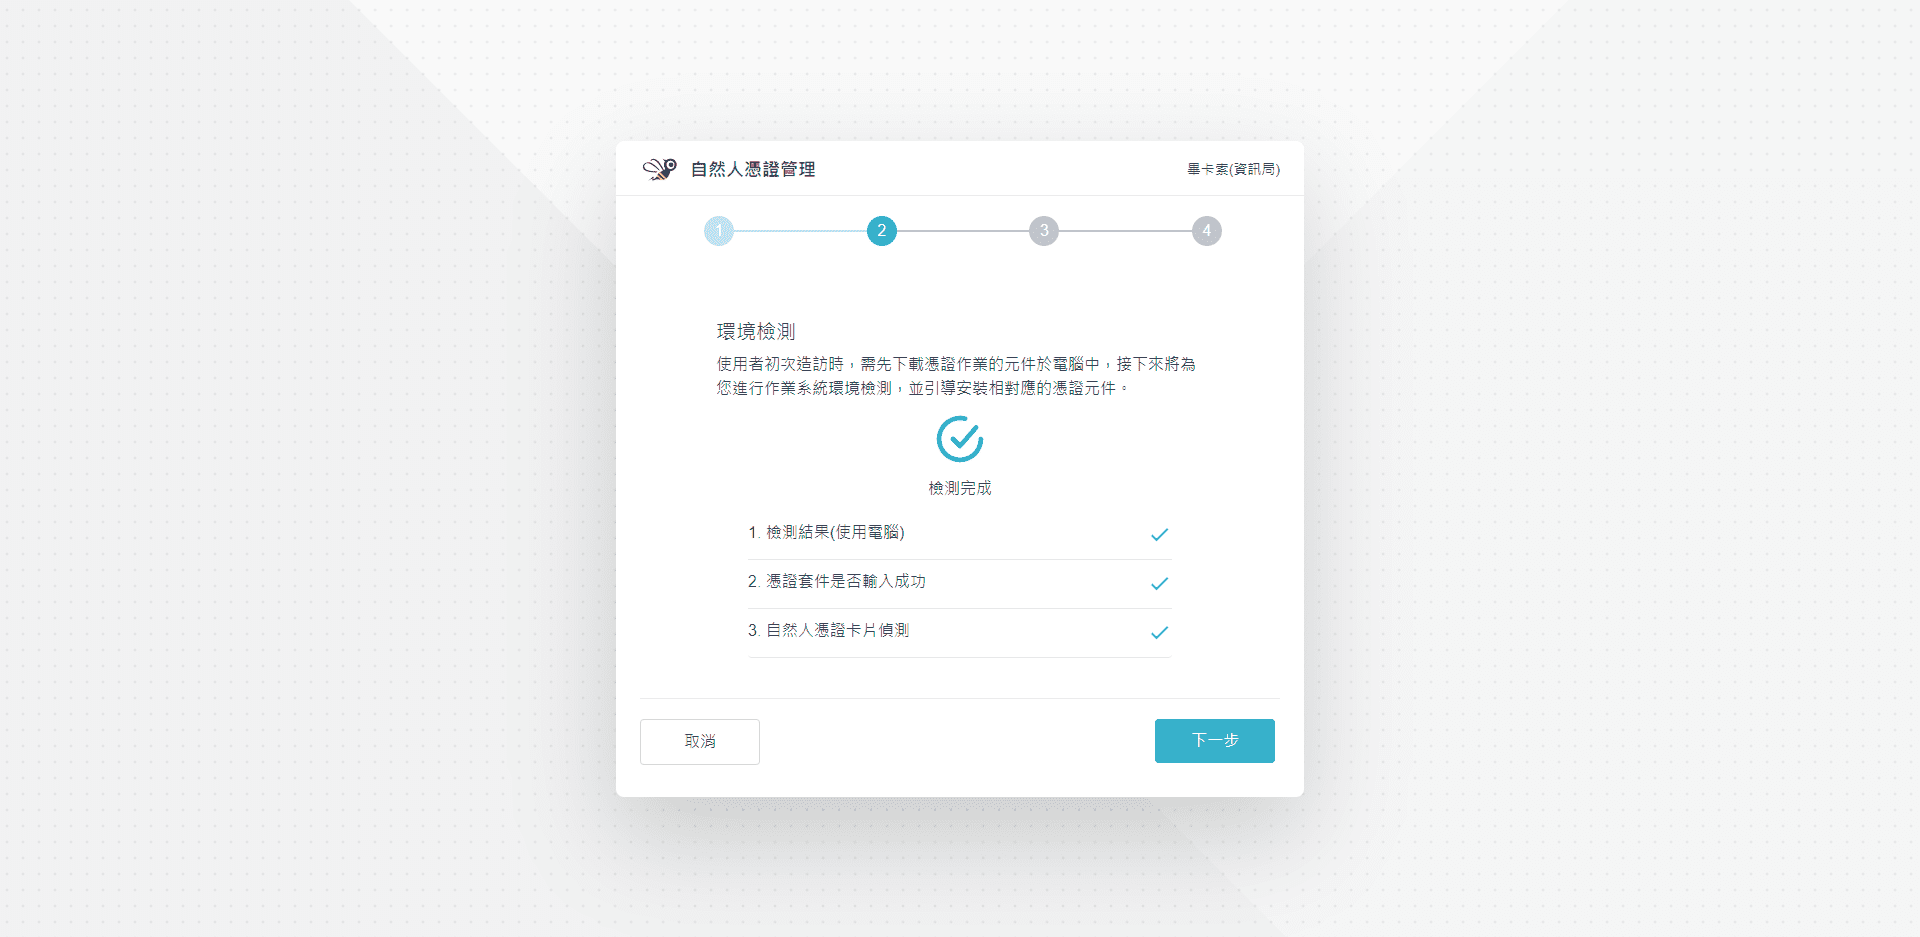 自然人憑證管理
畢卡索(資訊局)
1
2
3
4
環境檢測
使用者初次造訪時，需先下載憑證作業的元件於電腦中，接下來將為
您進行作業系統環境檢測，並引導安裝相對應的憑證元件。
檢測完成
1. 檢測結果(使用電腦)
2. 憑證套件是否輸入成功
3. 自然人憑證卡片偵測
取消
下一步